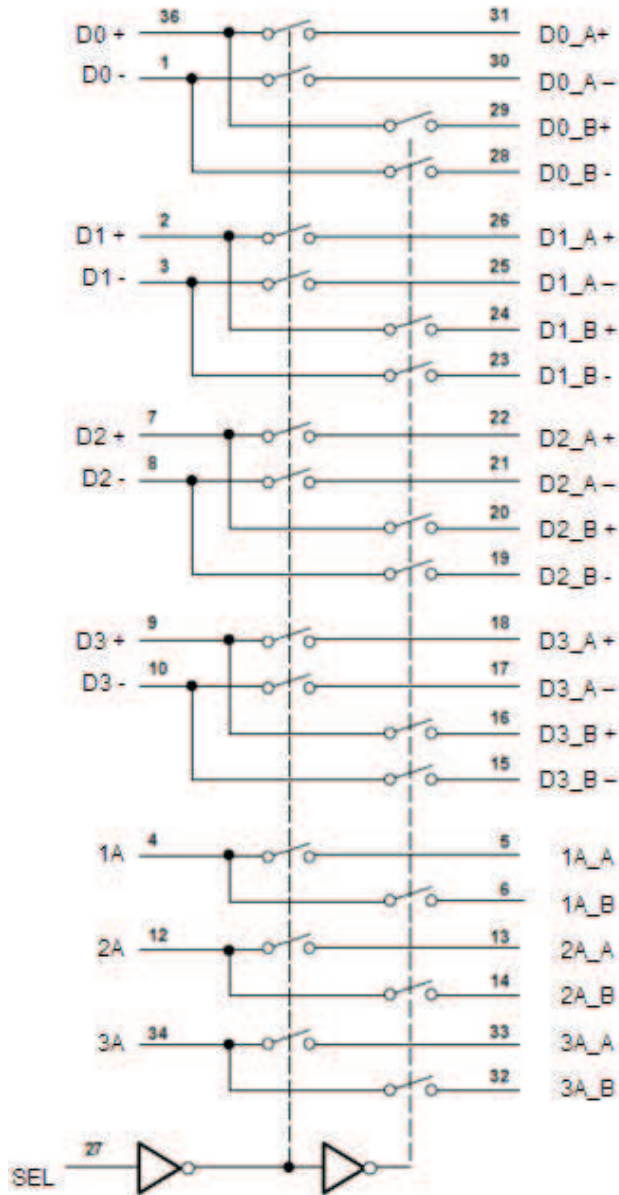 D0 + 36 31 D0_A+
D0 - 1 30 D0_A –
29 D0_B+
28 D0_B -
D1 + 2 26 D1_A +
D1 - 3 25 D1_A –
24 D1_B +
23 D1_B -
D2 + 7 22 D2_A +
D2 - 8 21 D2_A –
20 D2_B +
19 D2_B -
D3 + 9 18 D3_A +
D3 - 10 17 D3_A –
16 D3_B +
15 D3_B –
1A 4 5 1A_A
6 1A_B
2A 12 13 2A_A
14 2A_B
3A 34 33 3A_A
32 3A_B
SEL 27